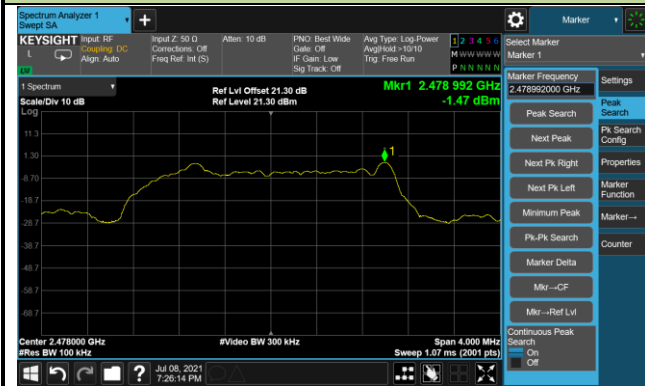 Spectrum Analyzer 1
Swept SA
Marker
KEYSIGHT
L
Input: RF
Coupling: DC
Align: Auto
Input Z: 50 Ω
Corrections: Off
Freq Ref: Int (S)
Atten: 10 dB
PNO: Best Wide
Gate: Off
IF Gain: Low
Sig Track: Off
Avg Type: Log-Power
Avg|Hold:>10/10
Trig: Free Run
1 2 3 4 5 6
M W W W W W
P N N N N N
Select Marker
Marker 1
1 Spectrum
Scale/Div 10 dB
Log
Ref Lvl Offset 21.30 dB
Ref Level 21.30 dBm
Mkr1 2.478 992 GHz
-1.47 dBm
11.3
1.30
-8.70
-18.7
-28.7
-38.7
-48.7
-58.7
-68.7
1
Center 2.478000 GHz
#Res BW 100 kHz
#Video BW 300 kHz
Span 4.000 MHz
Sweep 1.07 ms (2001 pts)
Marker Frequency
2.478992000 GHz
Peak Search
Next Peak
Next Pk Right
Next Pk Left
Minimum Peak
Pk-Pk Search
Marker Delta
Mkr→CF
Mkr→Ref Lvl
Continuous Peak
Search
On
Off
Settings
Peak
Search
Pk Search
Config
Properties
Marker
Function
Marker→
Counter
?
Jul 08, 2021
7:26:14 PM